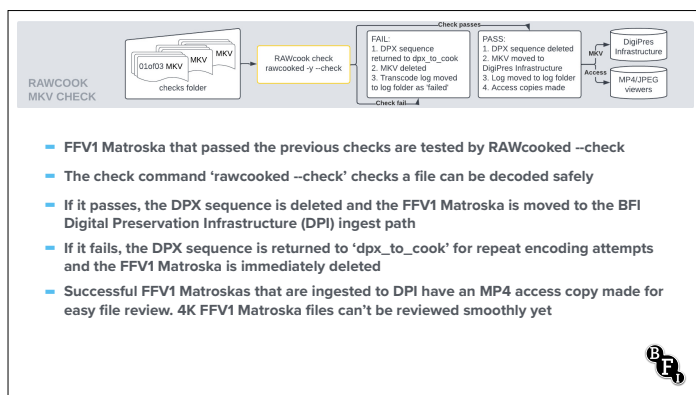 Check passes
RAWCOOK
MKV CHECK
MKV
MKV
01of03 MKV
checks folder
RAWcook check
rawcooked -y --check
FAIL:
1. DPX sequence
returned to dpx_to_cook
2. MKV deleted
3. Transcode log moved
to log folder as 'failed'
Check fail
PASS:
1. DPX sequence deleted
2. MKV moved to
DigiPres Infrastructure
3. Log moved to log folder
4. Access copies made
MKV
Access
DigiPres
Infrastructure
MP4/JPEG
viewers
FFV1 Matroska that passed the previous checks are tested by RAWcooked --check
The check command 'rawcooked --check' checks a file can be decoded safely
If it passes, the DPX sequence is deleted and the FFV1 Matroska is moved to the BFI
Digital Preservation Infrastructure (DPI) ingest path
If it fails, the DPX sequence is returned to 'dpx_to_cook' for repeat encoding attempts
and the FFV1 Matroska is immediately deleted
Successful FFV1 Matroskas that are ingested to DPI have an MP4 access copy made for
easy file review. 4K FFV1 Matroska files can't be reviewed smoothly yet
BFI